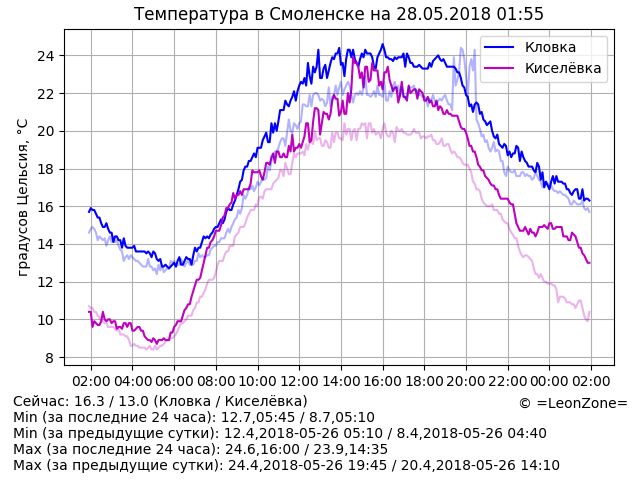 Температура в Смоленске на 28.05.2018 01:55
Кловка
Киселёвка
градусов Цельсия, °C
24
22
20
18
16
14
12
10
8
02:00 04:00 06:00 08:00 10:00 12:00 14:00 16:00 18:00 20:00 22:00 00:00 02:00
Сейчас: 16.3 / 13.0 (Кловка / Киселёвка)
© =LeonZone=
Min (за последние 24 часа): 12.7,05:45 / 8.7,05:10
Min (за предыдущие сутки): 12.4,2018-05-26 05:10 / 8.4,2018-05-26 04:40
Max (за последние 24 часа): 24.6,16:00 / 23.9,14:35
Max (за предыдущие сутки): 24.4,2018-05-26 19:45 / 20.4,2018-05-26 14:10